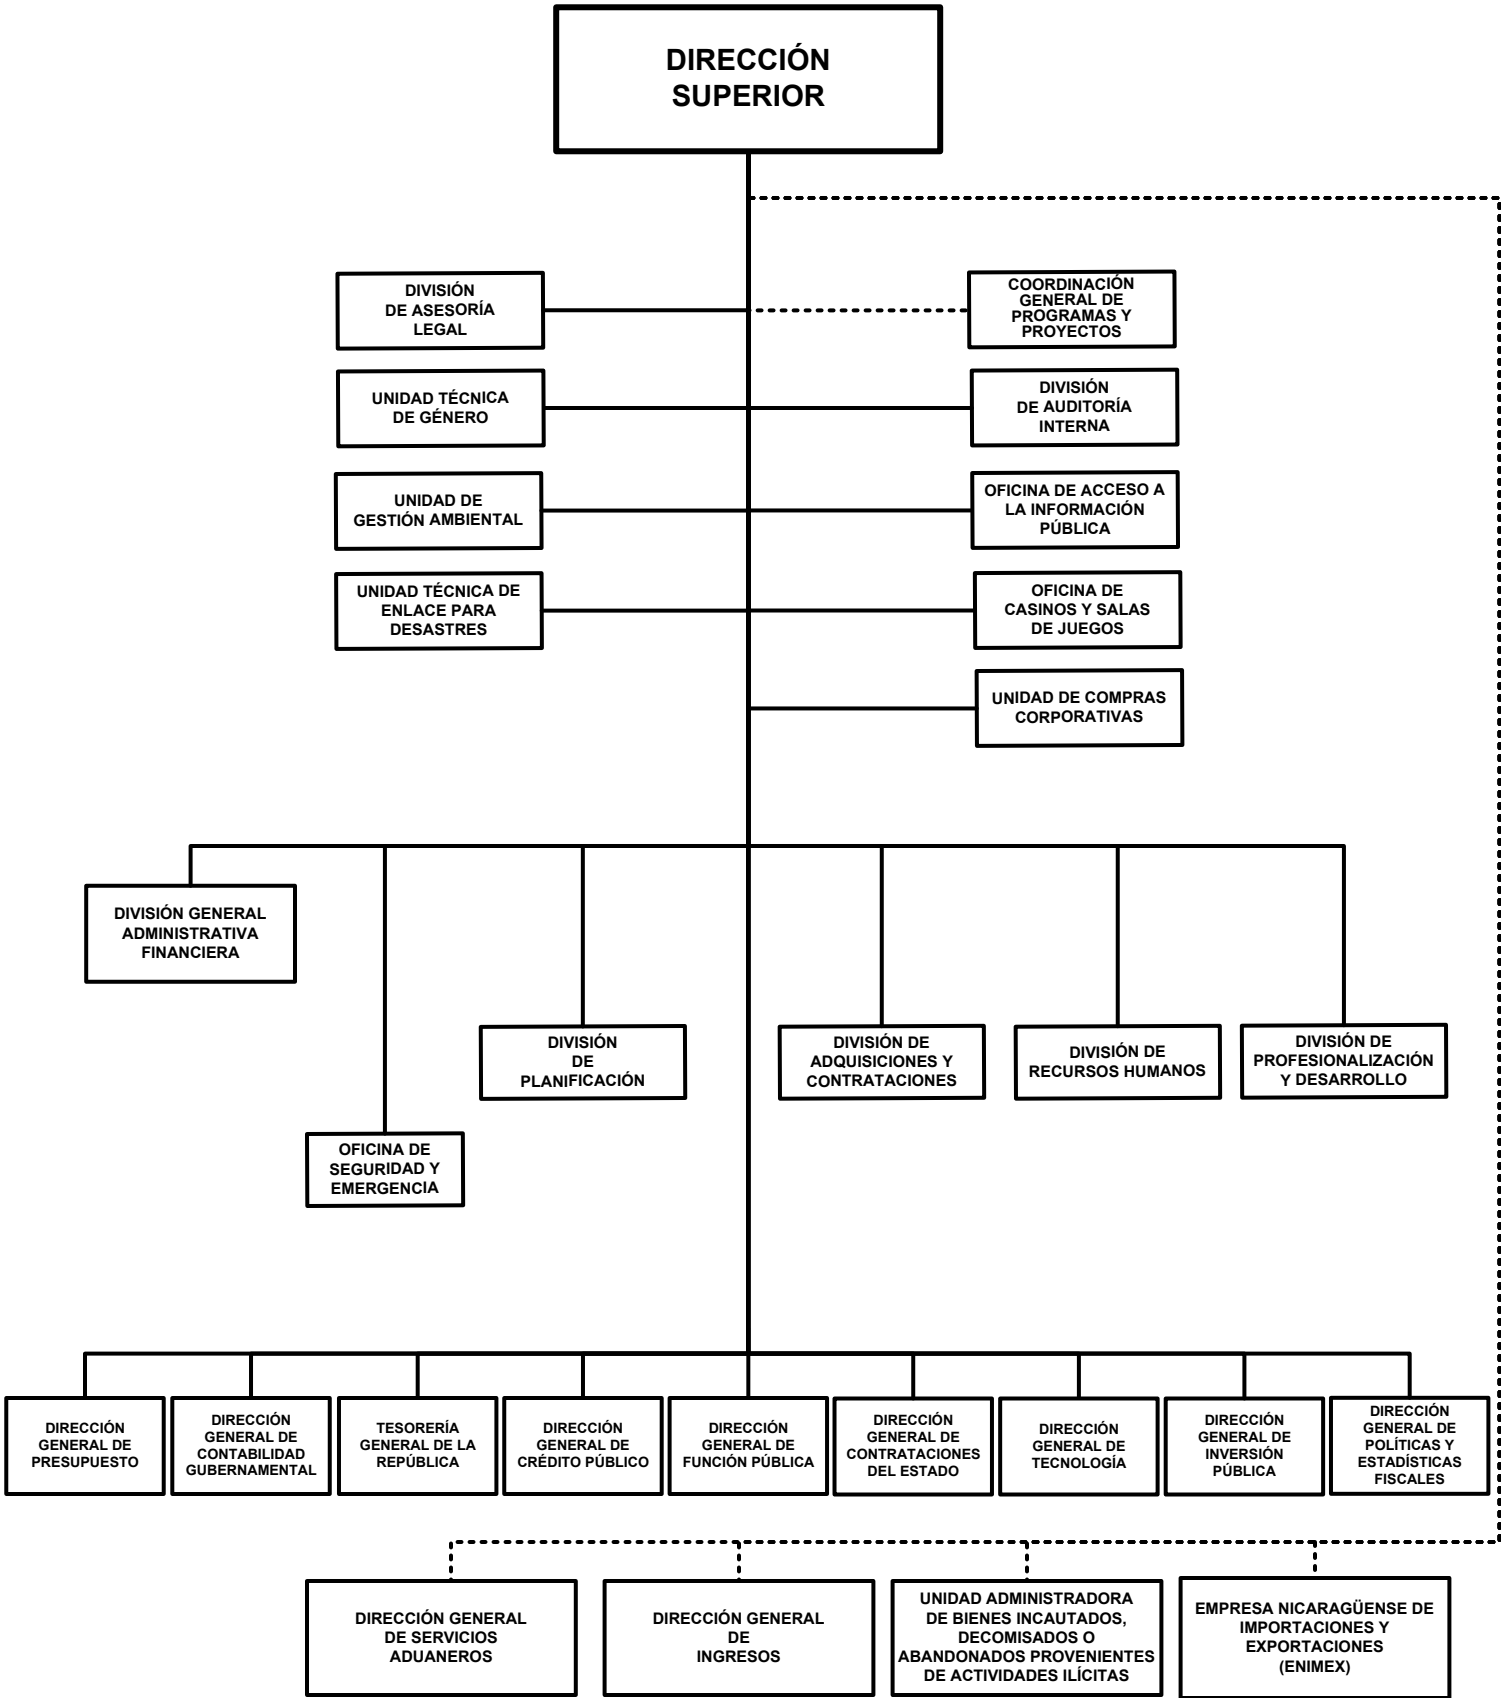 DIRECCIÓN
SUPERIOR
DIVISIÓN
DE ASESORÍA
LEGAL
COORDINACIÓN
GENERAL DE
PROGRAMAS Y
PROYECTOS
UNIDAD TÉCNICA
DE GÉNERO
DIVISIÓN
DE AUDITORÍA
INTERNA
UNIDAD DE
GESTIÓN AMBIENTAL
OFICINA DE ACCESO A
LA INFORMACIÓN
PÚBLICA
UNIDAD TÉCNICA DE
ENLACE PARA
DESASTRES
OFICINA DE
CASINOS Y SALAS
DE JUEGOS
UNIDAD DE COMPRAS
CORPORATIVAS
DIVISIÓN GENERAL
ADMINISTRATIVA
FINANCIERA
DIVISIÓN
DE
PLANIFICACIÓN
DIVISIÓN DE
ADQUISICIONES Y
CONTRATACIONES
DIVISIÓN DE
RECURSOS HUMANOS
DIVISIÓN DE
PROFESIONALIZACIÓN
Y DESARROLLO
OFICINA DE
SEGURIDAD Y
EMERGENCIA
DIRECCIÓN
GENERAL DE
PRESUPUESTO
DIRECCIÓN
GENERAL DE
CONTABILIDAD
GUBERNAMENTAL
TESORERÍA
GENERAL DE LA
REPÚBLICA
DIRECCIÓN
GENERAL DE
CRÉDITO PÚBLICO
DIRECCIÓN
GENERAL DE
FUNCIÓN PÚBLICA
DIRECCIÓN
GENERAL DE
CONTRATACIONES
DEL ESTADO
DIRECCIÓN
GENERAL DE
TECNOLOGÍA
DIRECCIÓN
GENERAL DE
INVERSIÓN
PÚBLICA
DIRECCIÓN
GENERAL DE
POLÍTICAS Y
ESTADÍSTICAS
FISCALES
DIRECCIÓN GENERAL
DE SERVICIOS
ADUANEROS
DIRECCIÓN GENERAL
DE
INGRESOS
UNIDAD ADMINISTRADORA
DE BIENES INCAUTADOS,
DECOMISADOS O
ABANDONADOS PROVENIENTES
DE ACTIVIDADES ILÍCITAS
EMPRESA NICARAGÜENSE DE
IMPORTACIONES Y
EXPORTACIONES
(ENIMEX)